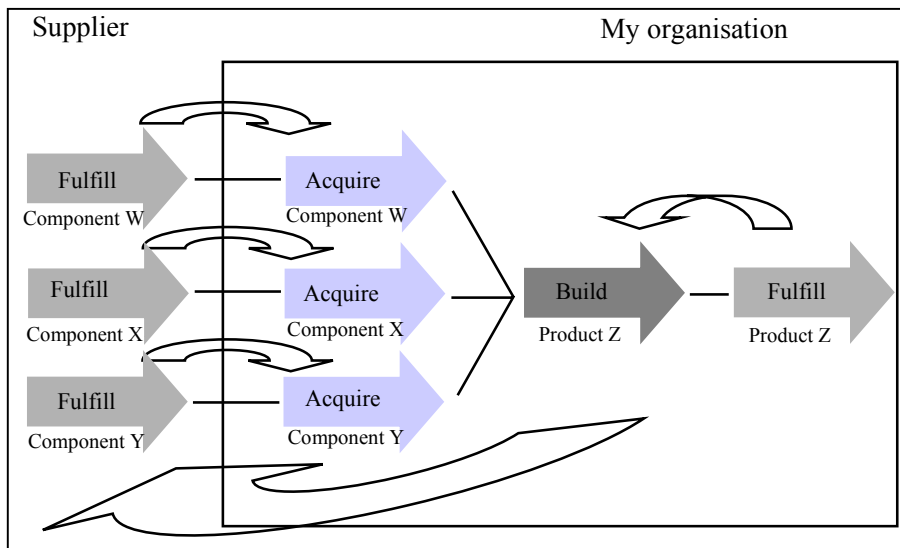 Supplier
My organisation
Fulfill
Component W
Acquire
Component W
Fulfill
Component X
Acquire
Component X
Build
Product Z
Fulfill
Product Z
Fulfill
Component Y
Acquire
Component Y